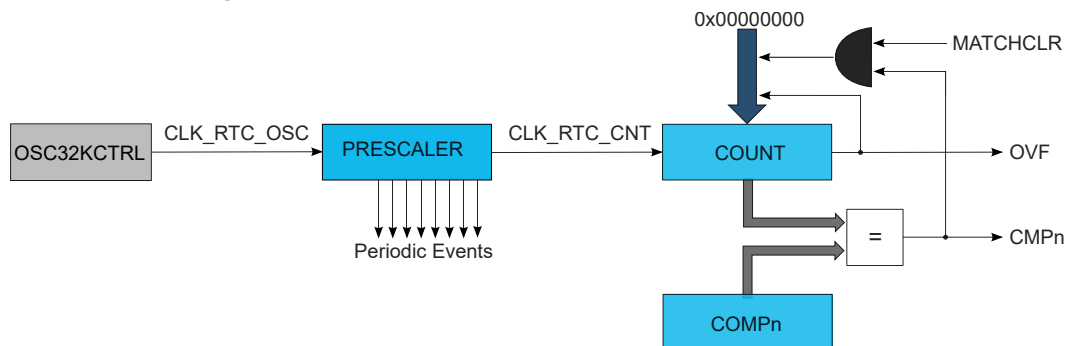 0x00000000
MATCHCLR
OSC32KCTRL
CLK_RTC_OSC
PRESCALER
CLK_RTC_CNT
COUNT
OVF
Periodic Events
=
CMPn
COMPn